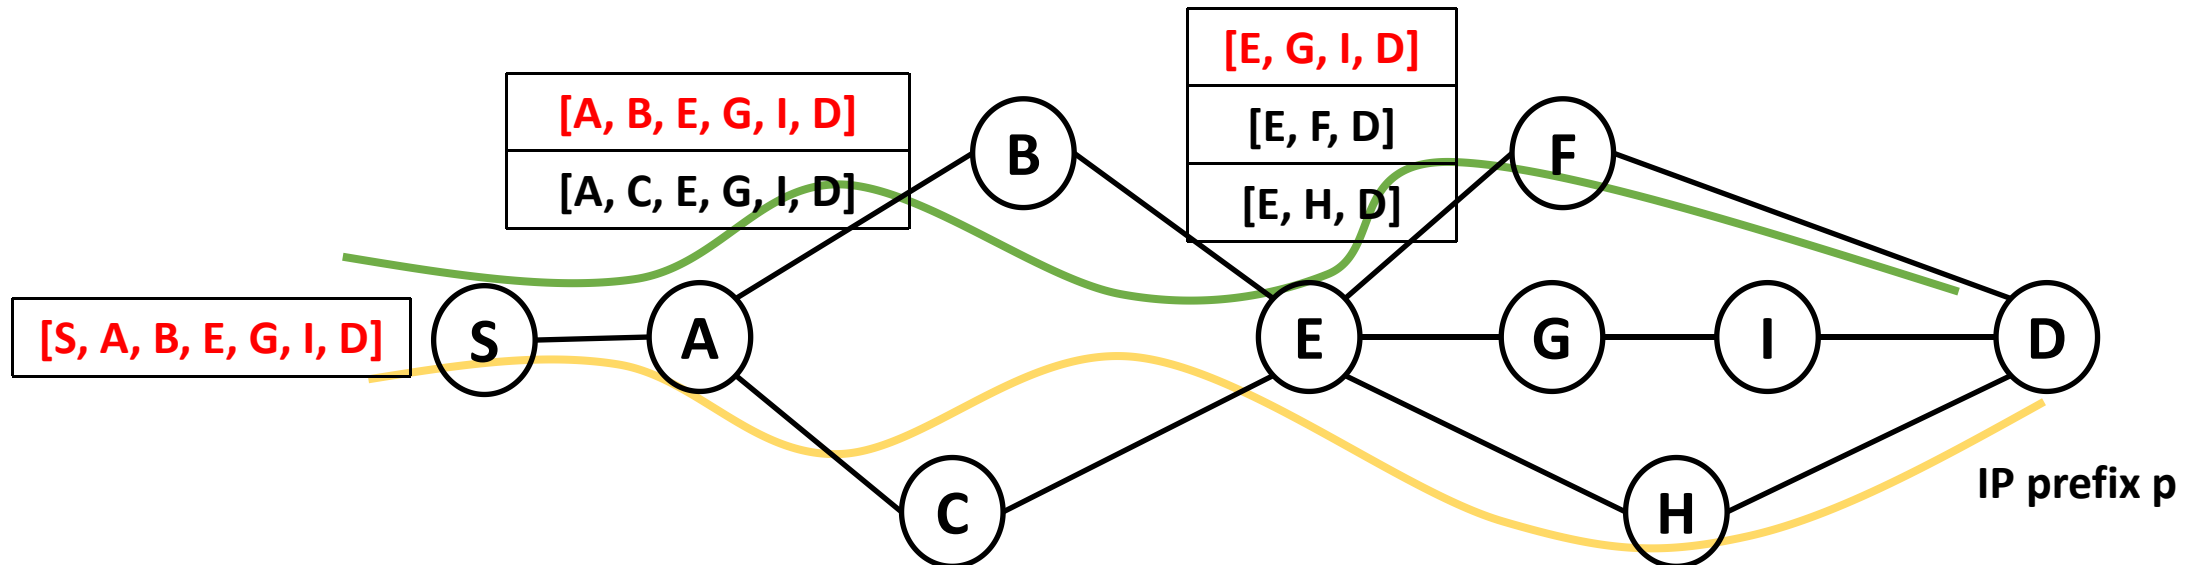 [E, G, I, D]
[A, B, E, G, I, D]
[E, F, D]
B
F
[A, C, E, G, I, D]
[E, H, D]
[S, A, B, E, G, I, D]
S
A
E
G
I
D
C
H
IP prefix p